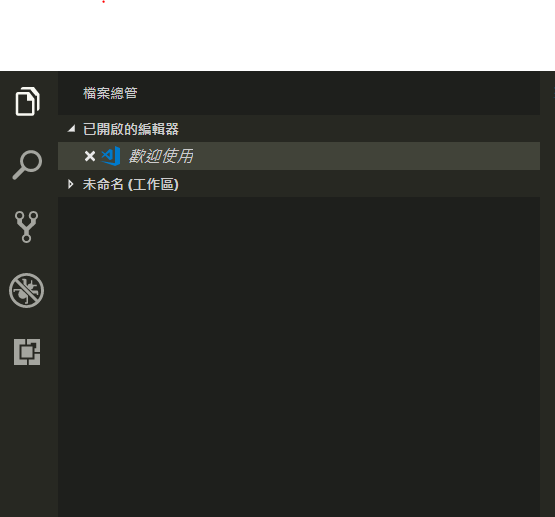 檔案總管
已開啟的編輯器
歡迎使用
未命名 (工作區)